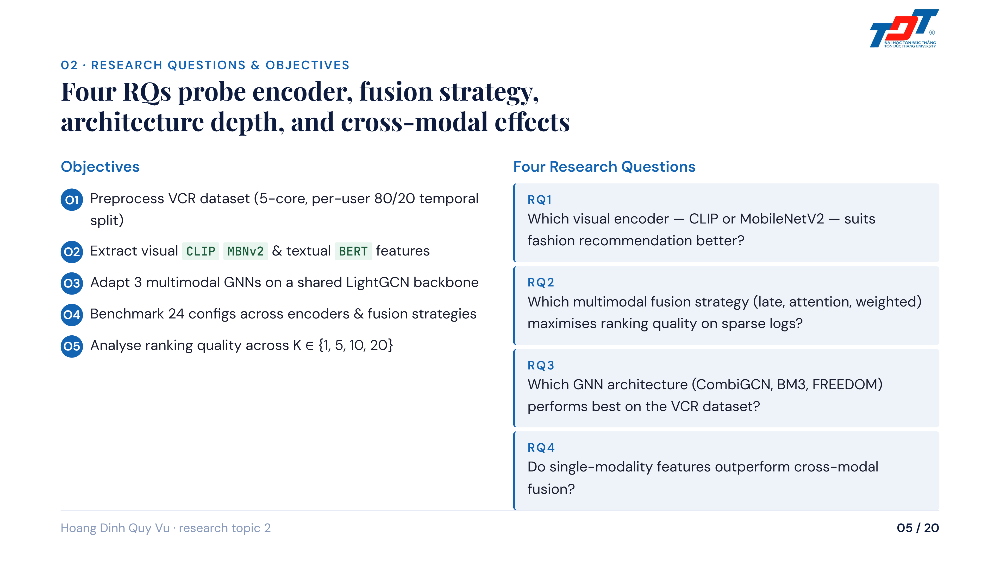 TDT
®
ĐẠI HỌC TÔN ĐỨC THẮNG
TON DUC THANG UNIVERSITY
02 · RESEARCH QUESTIONS & OBJECTIVES
Four RQs probe encoder, fusion strategy,
architecture depth, and cross-modal effects
Objectives
O1 Preprocess VCR dataset (5-core, per-user 80/20 temporal
split)
O2 Extract visual CLIP MBNv2 & textual BERT features
O3 Adapt 3 multimodal GNNs on a shared LightGCN backbone
O4 Benchmark 24 configs across encoders & fusion strategies
O5 Analyse ranking quality across K ∈ {1, 5, 10, 20}
Four Research Questions
RQ1
Which visual encoder — CLIP or MobileNetV2 — suits
fashion recommendation better?
RQ2
Which multimodal fusion strategy (late, attention, weighted)
maximises ranking quality on sparse logs?
RQ3
Which GNN architecture (CombiGCN, BM3, FREEDOM)
performs best on the VCR dataset?
RQ4
Do single-modality features outperform cross-modal
fusion?
Hoang Dinh Quy Vu · research topic 2
05 / 20